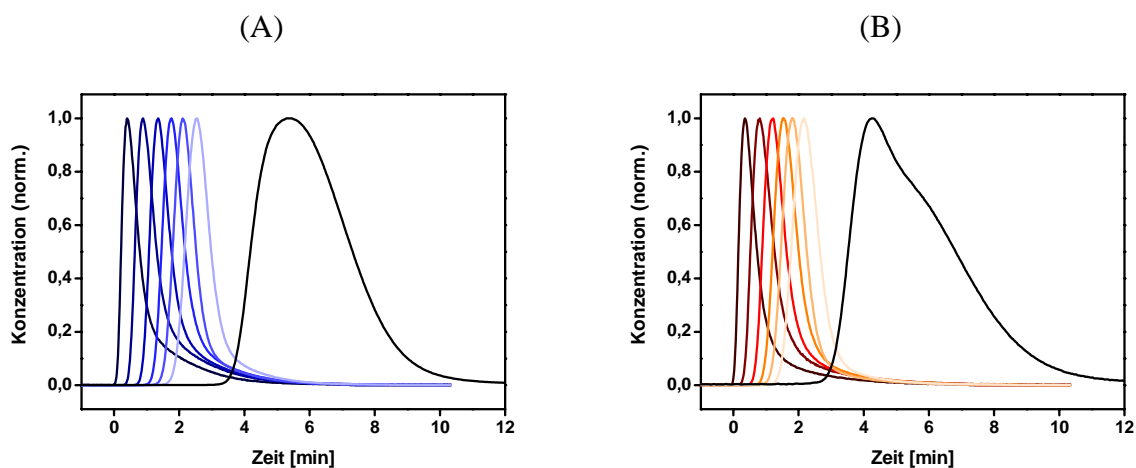 (A)
(B)
Konzentration (norm.)
1,0
0,8
0,6
0,4
0,2
0,0
0 2 4 6 8 10 12
Zeit [min]
Konzentration (norm.)
1,0
0,8
0,6
0,4
0,2
0,0
0 2 4 6 8 10 12
Zeit [min]